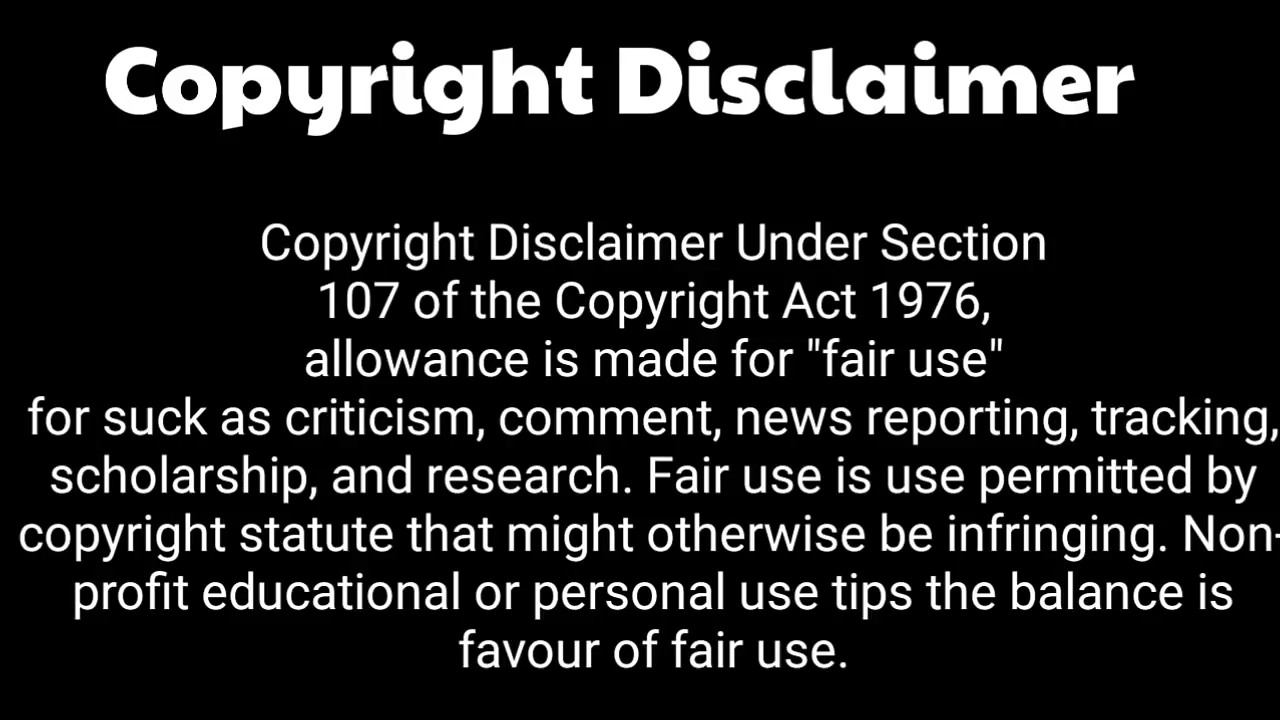 Copyright Disclaimer
Copyright Disclaimer Under Section
107 of the Copyright Act 1976,
allowance is made for "fair use"
for suck as criticism, comment, news reporting, tracking,
scholarship, and research. Fair use is use permitted by
copyright statute that might otherwise be infringing. Non-
profit educational or personal use tips the balance is
favour of fair use.